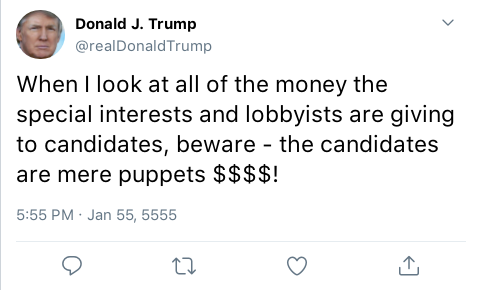 Donald J. Trump
@realDonaldTrump
When I look at all of the money the
special interests and lobbyists are giving
to candidates, beware - the candidates
are mere puppets $$$$!
5:55 PM · Jan 55, 5555